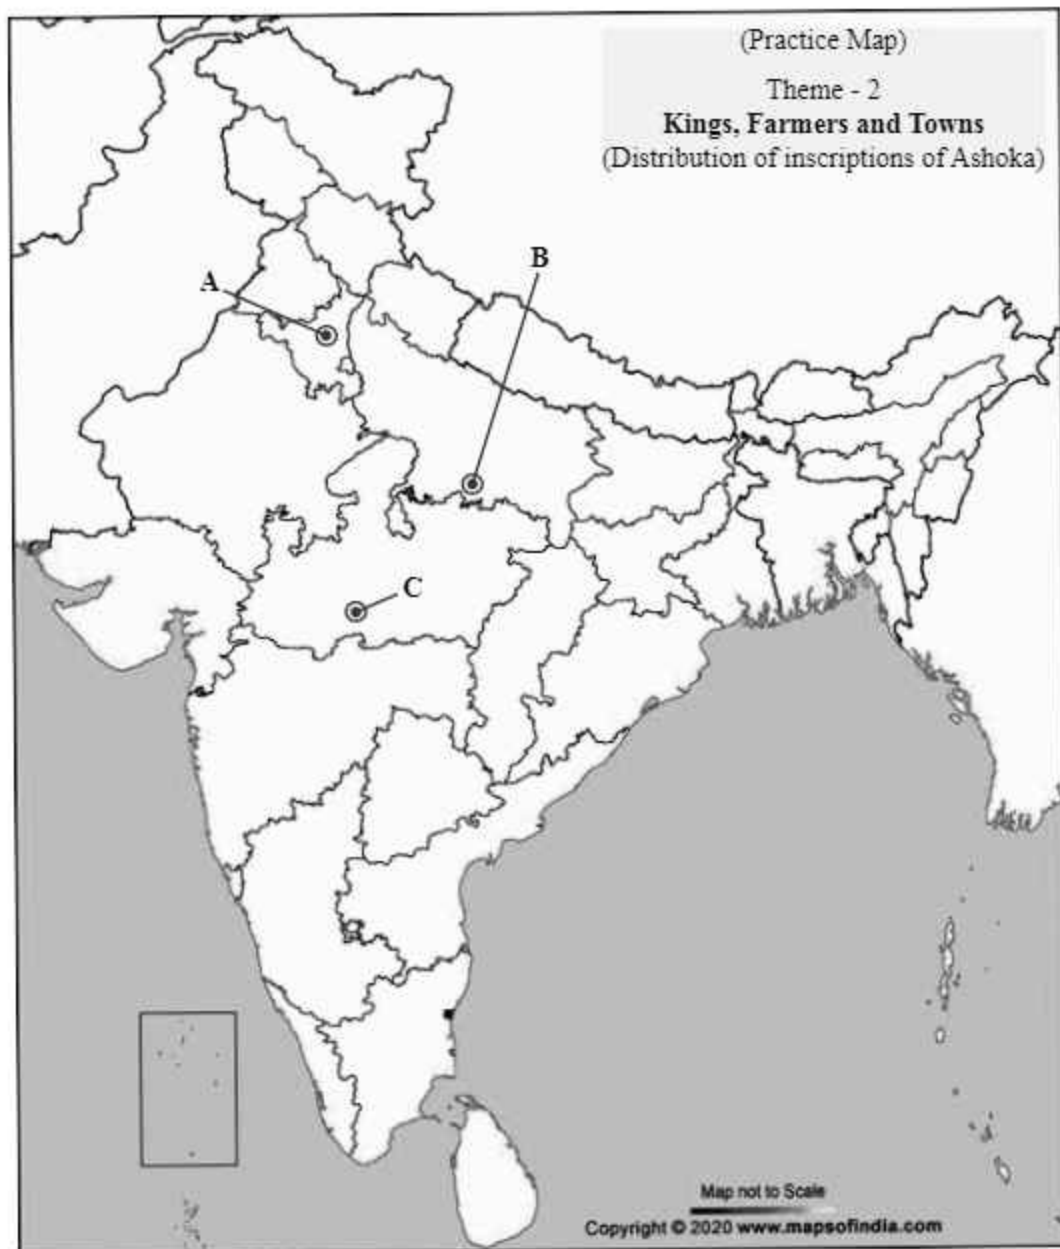 (Practice Map)
Theme - 2
Kings, Farmers and Towns
(Distribution of inscriptions of Ashoka)
B
A
C
Map not to Scale
Copyright © 2020 www.mapsofindia.com